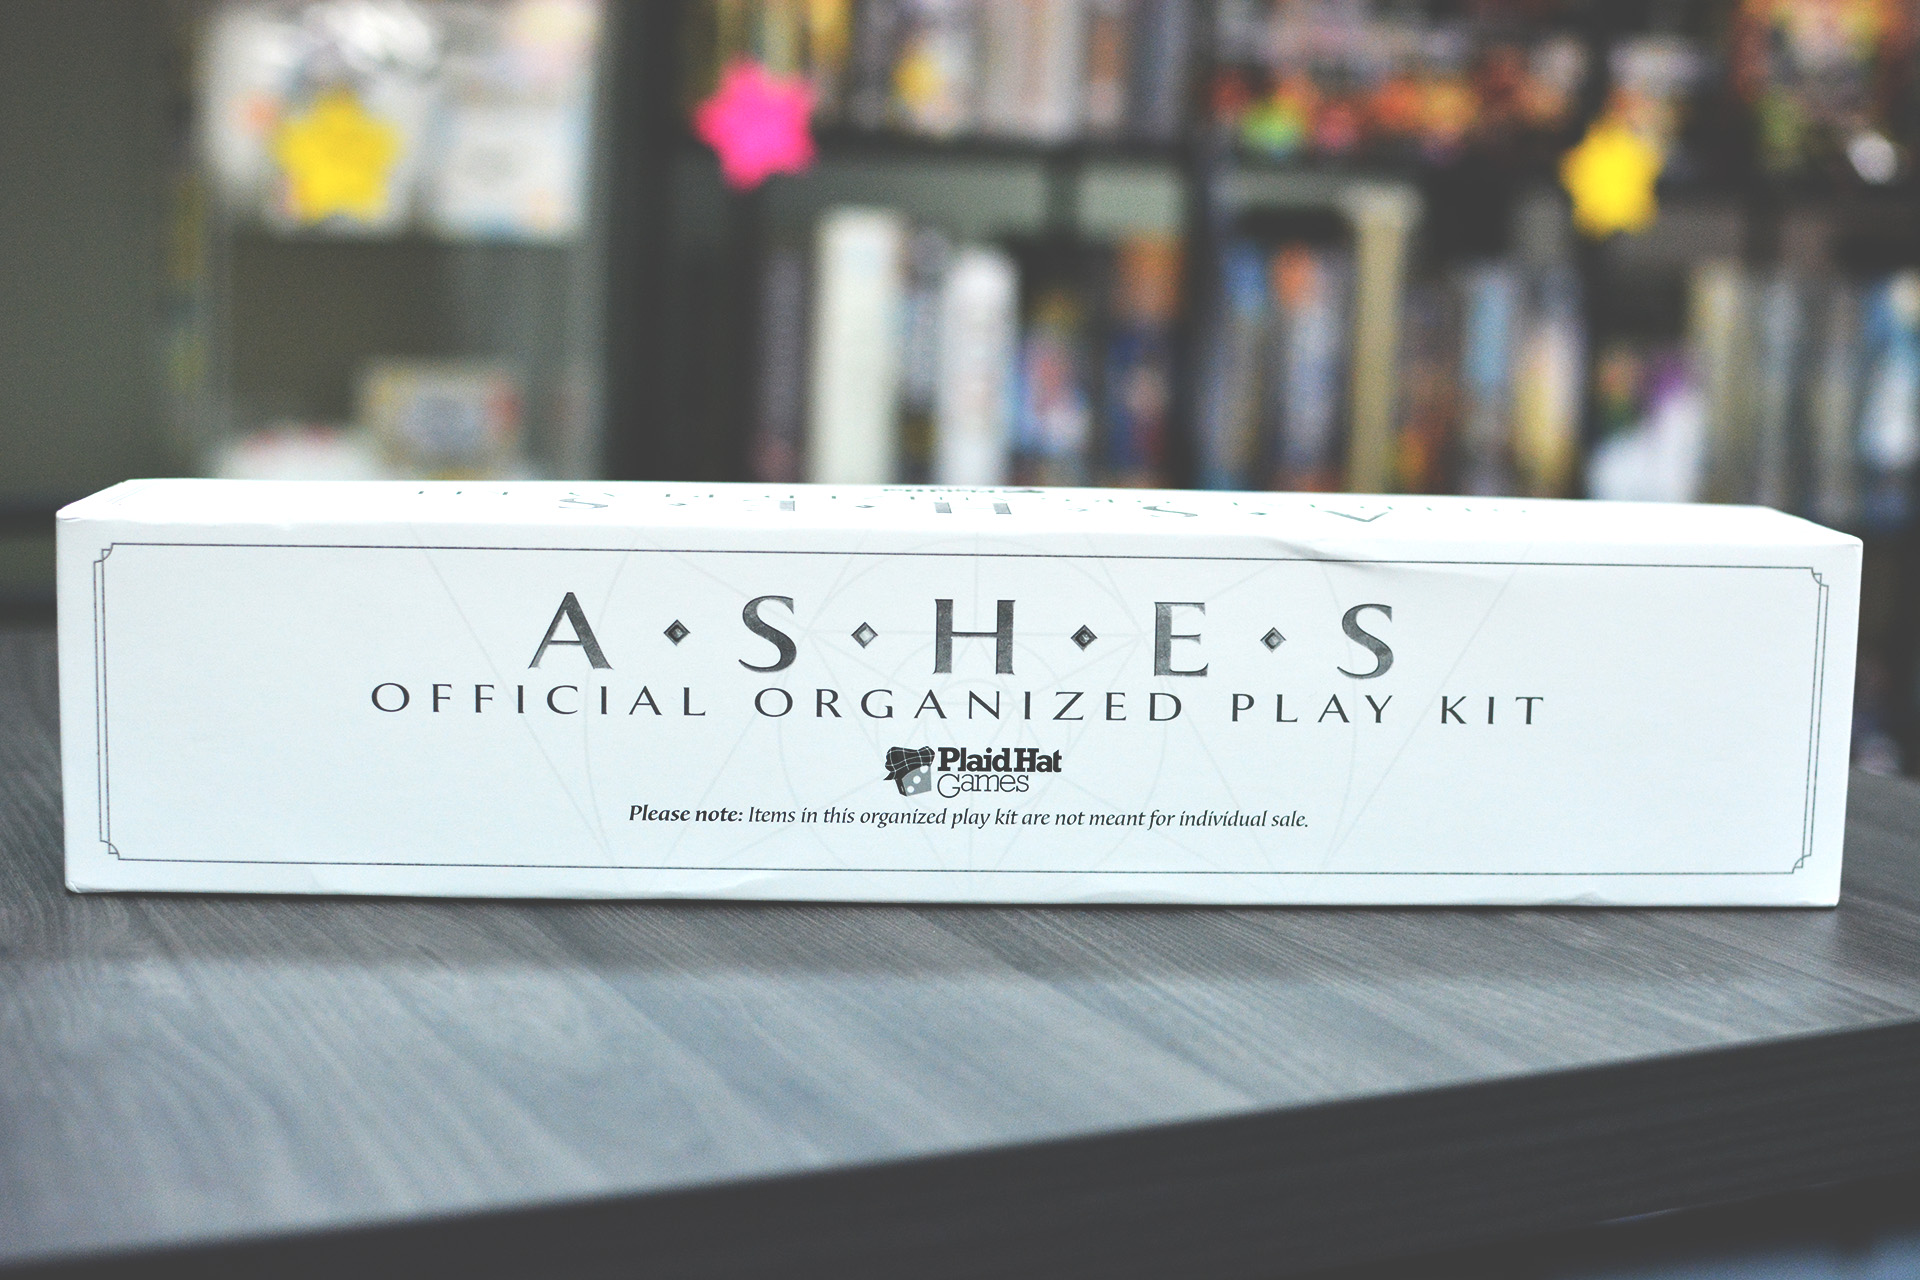 A·S·H·E·S
OFFICIAL ORGANIZED PLAY KIT
Plaid Hat
Games
Please note: Items in this organized play kit are not meant for individual sale.